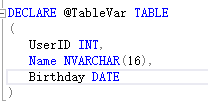 DECLARE @TableVar TABLE
(
UserID INT,
Name NVARCHAR(16),
Birthday DATE
)